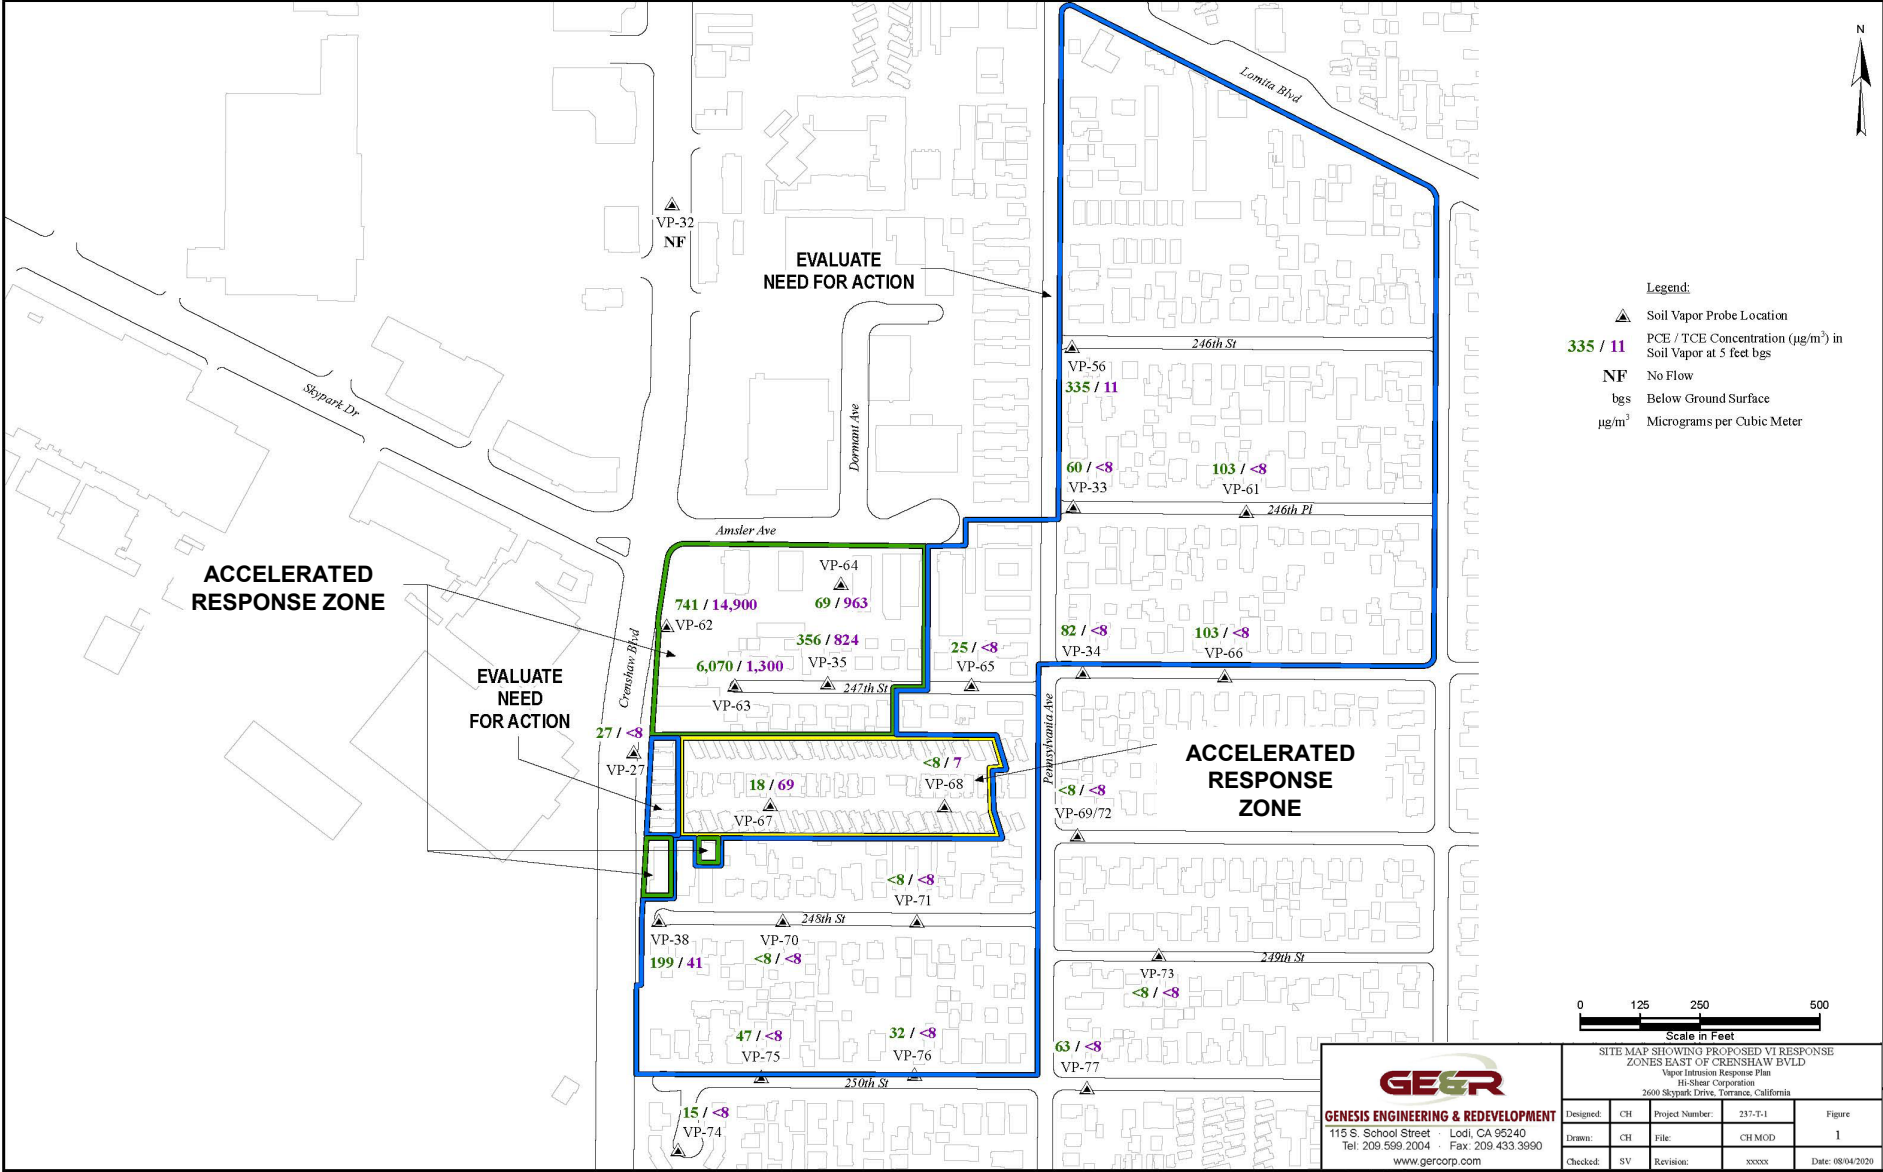 N
Lomita Blvd
VP-32
NF
EVALUATE
NEED FOR ACTION
Legend:
Soil Vapor Probe Location
335 / 11
PCE / TCE Concentration (µg/m³) in
Soil Vapor at 5 feet bgs
NF
No Flow
bgs
Below Ground Surface
µg/m³
Micrograms per Cubic Meter
246th St
VP-56
335 / 11
Skypark Dr
Dormant Ave
60 / <8
VP-33
103 / <8
VP-61
246th Pl
Amsler Ave
ACCELERATED
RESPONSE ZONE
VP-64
69 / 963
741 / 14,900
VP-62
356 / 824
VP-35
6,070 / 1,300
VP-63
247th St
25 / <8
VP-65
82 / <8
VP-34
103 / <8
VP-66
Crenshaw Blvd
Pennsylvania Ave
EVALUATE
NEED
FOR ACTION
27 / <8
VP-27
18 / 69
VP-67
<8 / 7
VP-68
ACCELERATED
RESPONSE
ZONE
<8 / <8
VP-69/72
<8 / <8
VP-71
248th St
VP-38
199 / 41
VP-70
<8 / <8
249th St
VP-73
<8 / <8
47 / <8
VP-75
32 / <8
VP-76
63 / <8
VP-77
250th St
15 / <8
VP-74
0 125 250 500
Scale in Feet
GE&R
GENESIS ENGINEERING & REDEVELOPMENT
115 S. School Street · Lodi, CA 95240
Tel: 209.599.2004 · Fax: 209.433.3990
www.gercorp.com
SITE MAP SHOWING PROPOSED VI RESPONSE
ZONES EAST OF CRENSHAW BVLD
Vapor Intrusion Response Plan
Hi-Shear Corporation
2600 Skypark Drive, Torrance, California
Designed: CH Project Number: 237-T-1 Figure
Drawn: CH File: CH MOD 1
Checked: SV Revision: xxxxx Date: 08/04/2020